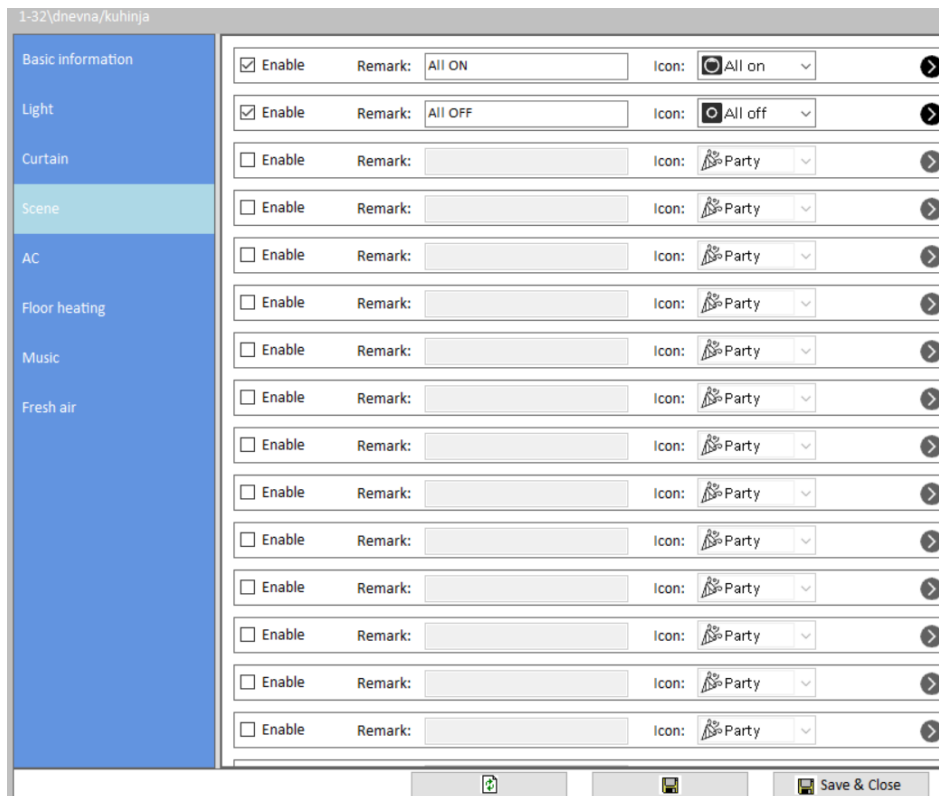 1-32\dnevna/kuhinja
Basic information
Light
Curtain
Scene
AC
Floor heating
Music
Fresh air
Enable Remark: All ON Icon: All on
Enable Remark: All OFF Icon: All off
Enable Remark: Icon: Party
Enable Remark: Icon: Party
Enable Remark: Icon: Party
Enable Remark: Icon: Party
Enable Remark: Icon: Party
Enable Remark: Icon: Party
Enable Remark: Icon: Party
Enable Remark: Icon: Party
Enable Remark: Icon: Party
Enable Remark: Icon: Party
Enable Remark: Icon: Party
Enable Remark: Icon: Party
Enable Remark: Icon: Party
Save & Close